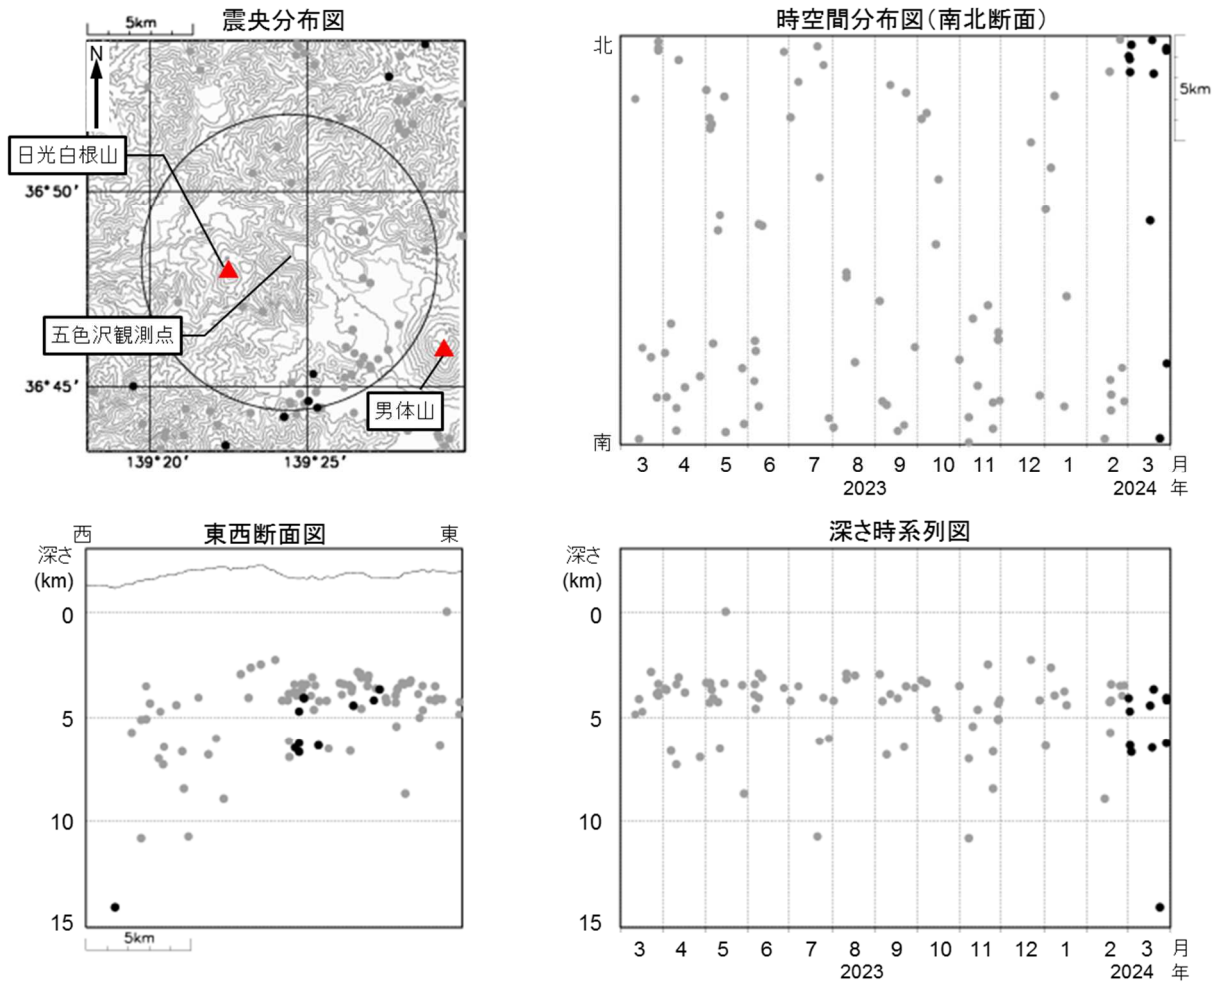 5km
震央分布図
N
日光白根山
36°50′
五色沢観測点
36°45′
男体山
139°20′ 139°25′
時空間分布図（南北断面）
北
5km
南
3 4 5 6 7 8 9 10 11 12 1 2 3 月
2023 2024 年
東西断面図
西 東
深さ
(km)
0
5
10
15
5km
深さ時系列図
深さ
(km)
0
5
10
15
3 4 5 6 7 8 9 10 11 12 1 2 3 月
2023 2024 年